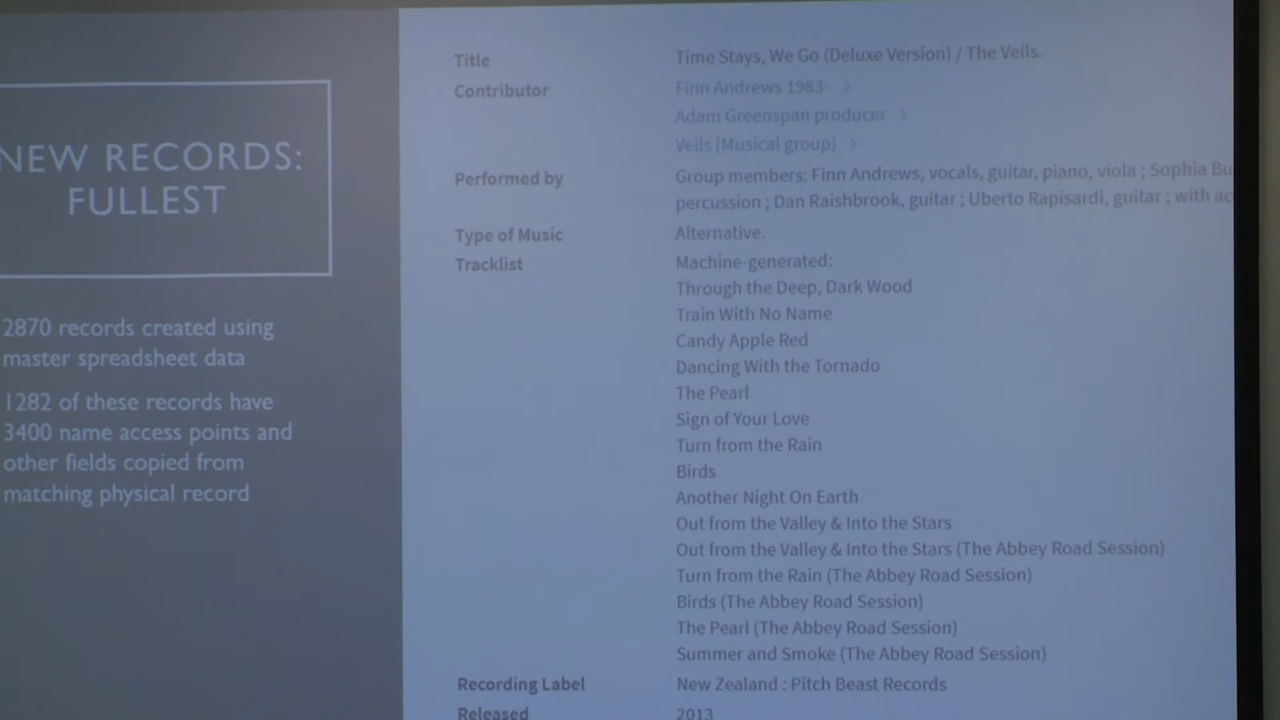 NEW RECORDS:
FULLEST
2870 records created using
master spreadsheet data
1282 of these records have
3400 name access points and
other fields copied from
matching physical record
Title Time Stays, We Go (Deluxe Version) / The Veils.
Contributor Finn Andrews 1983- >
Adam Greenspan producer >
Veils (Musical group) >
Performed by Group members: Finn Andrews, vocals, guitar, piano, viola ; Sophia
percussion ; Dan Raishbrook, guitar ; Uberto Rapisardi, guitar ; with
Type of Music Alternative.
Tracklist Machine-generated:
Through the Deep, Dark Wood
Train With No Name
Candy Apple Red
Dancing With the Tornado
The Pearl
Sign of Your Love
Turn from the Rain
Birds
Another Night On Earth
Out from the Valley & Into the Stars
Out from the Valley & Into the Stars (The Abbey Road Session)
Turn from the Rain (The Abbey Road Session)
Birds (The Abbey Road Session)
The Pearl (The Abbey Road Session)
Summer and Smoke (The Abbey Road Session)
Recording Label New Zealand : Pitch Beast Records
Released 2013